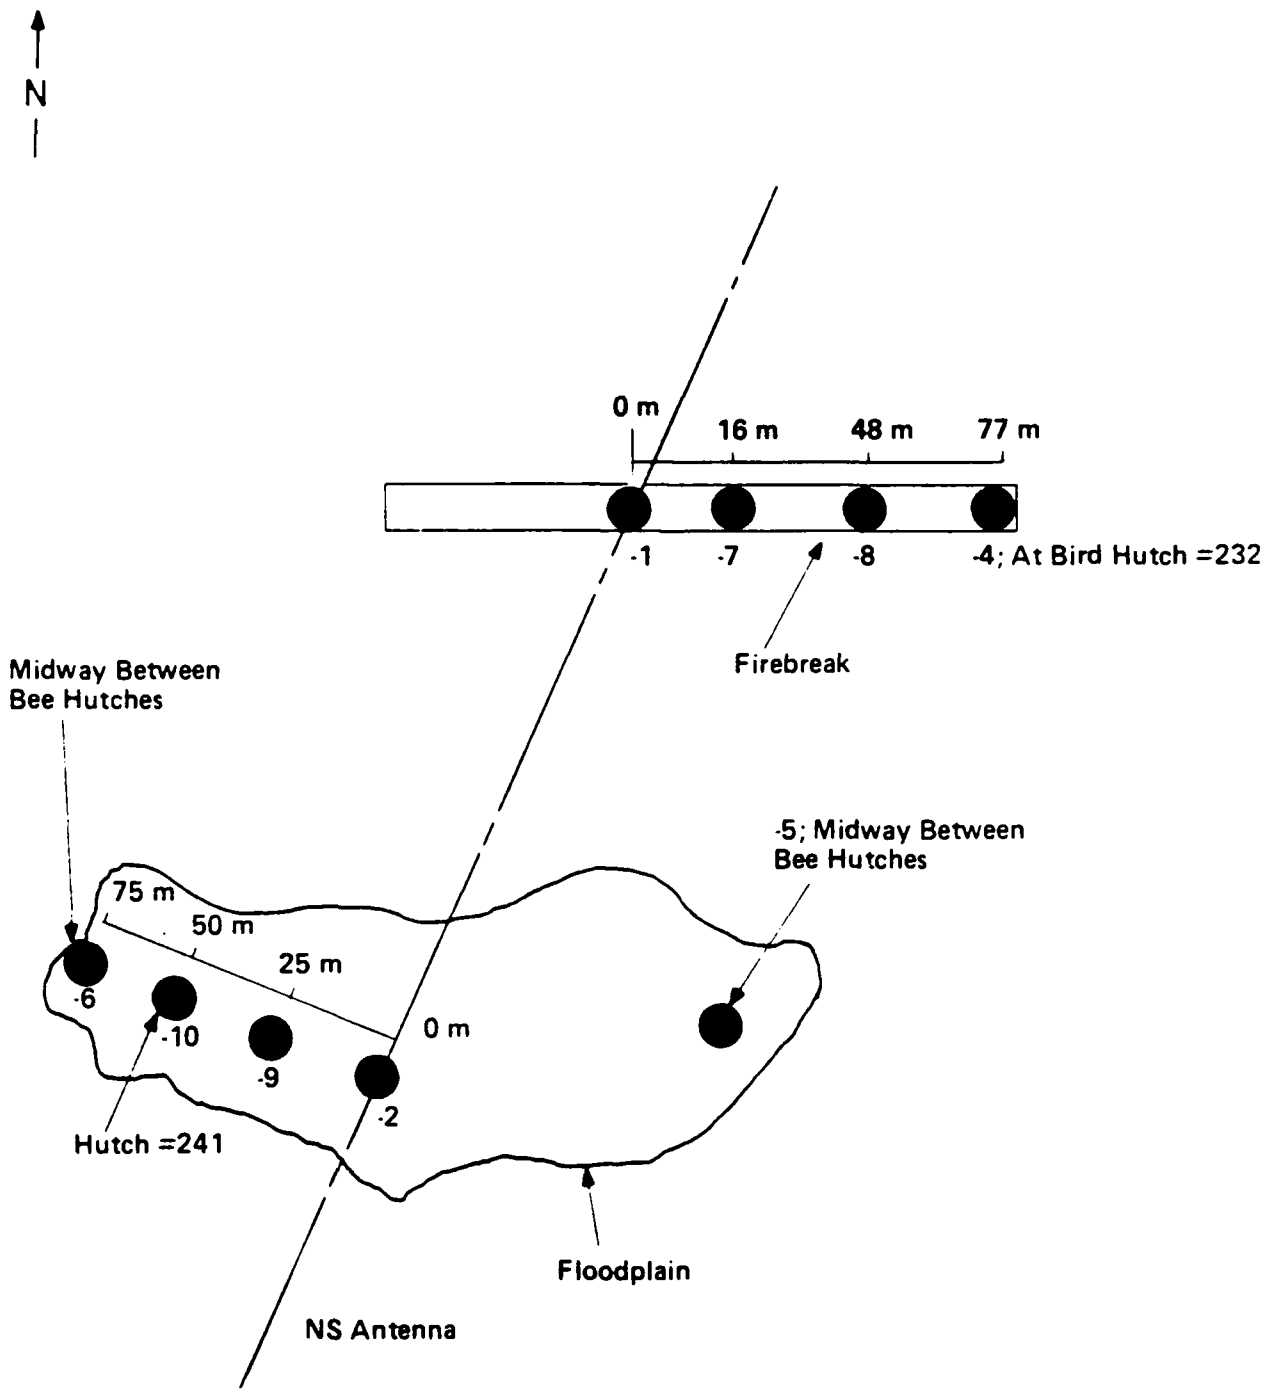 N
0 m
16 m
48 m
77 m
-1
-7
-8
-4; At Bird Hutch =232
Firebreak
Midway Between
Bee Hutches
-5; Midway Between
Bee Hutches
75 m
50 m
25 m
0 m
-6
-10
-9
-2
Hutch =241
Floodplain
NS Antenna